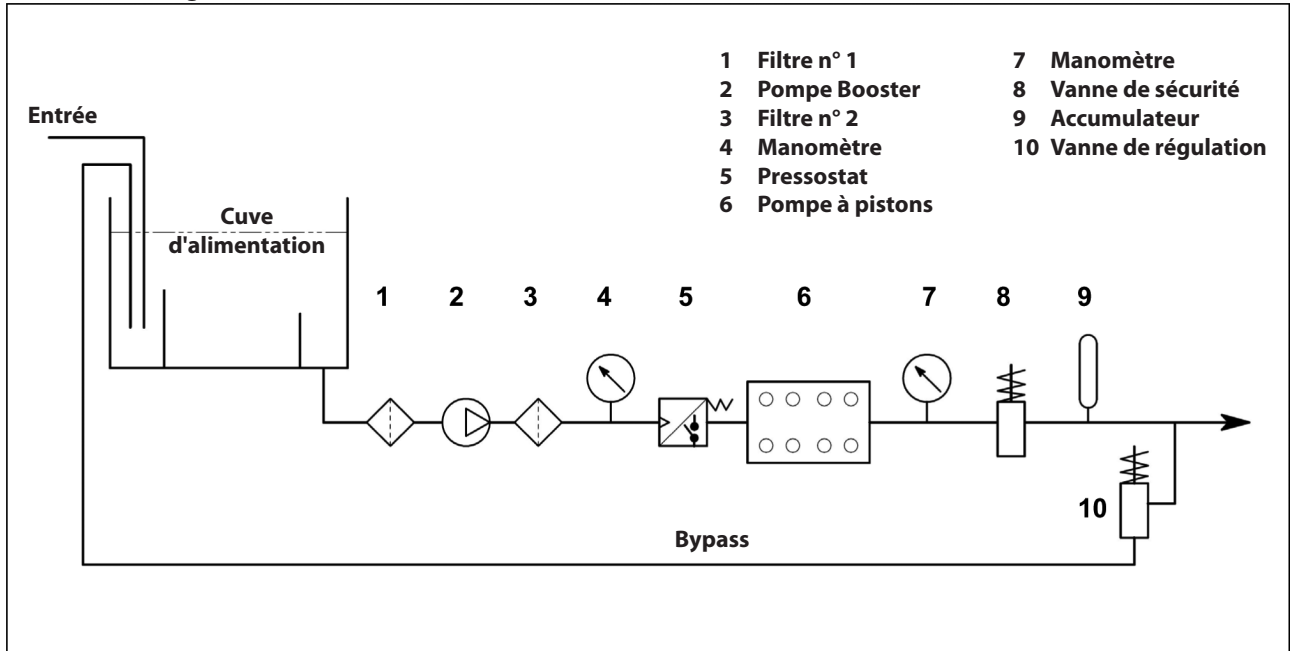 1 Filtre n° 1
2 Pompe Booster
3 Filtre n° 2
4 Manomètre
5 Pressostat
6 Pompe à pistons
7 Manomètre
8 Vanne de sécurité
9 Accumulateur
10 Vanne de régulation
Entrée
Cuve
d'alimentation
1 2 3 4 5 6 7 8 9
10
Bypass